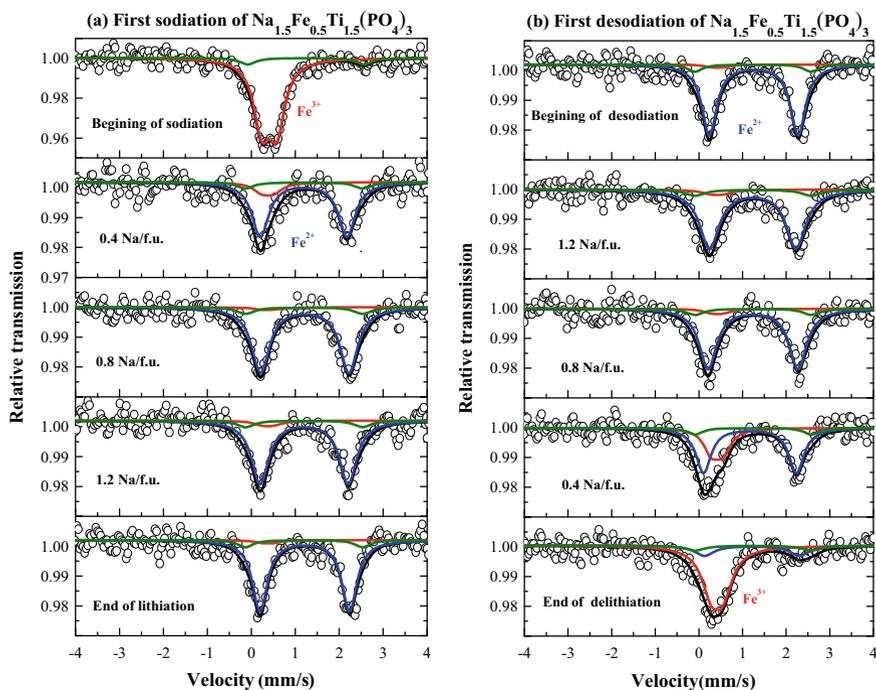 (a) First sodiation of Na1.5Fe0.5Ti1.5(PO4)3
(b) First desodiation of Na1.5Fe0.5Ti1.5(PO4)3
Relative transmission
1.00
0.98
0.96
Begining of sodiation
Fe3+
1.00
0.99
0.98
0.97
0.4 Na/f.u.
Fe2+
1.00
0.99
0.98
0.8 Na/f.u.
1.00
0.99
0.98
1.2 Na/f.u.
1.00
0.99
0.98
End of lithiation
-4 -3 -2 -1 0 1 2 3 4
Velocity (mm/s)
Relative transmission
1.00
0.99
0.98
Begining of desodiation
Fe2+
1.00
0.99
0.98
1.2 Na/f.u.
1.00
0.99
0.98
0.8 Na/f.u.
1.00
0.99
0.98
0.4 Na/f.u.
1.00
0.99
0.98
End of delithiation
Fe3+
-4 -3 -2 -1 0 1 2 3 4
Velocity(mm/s)